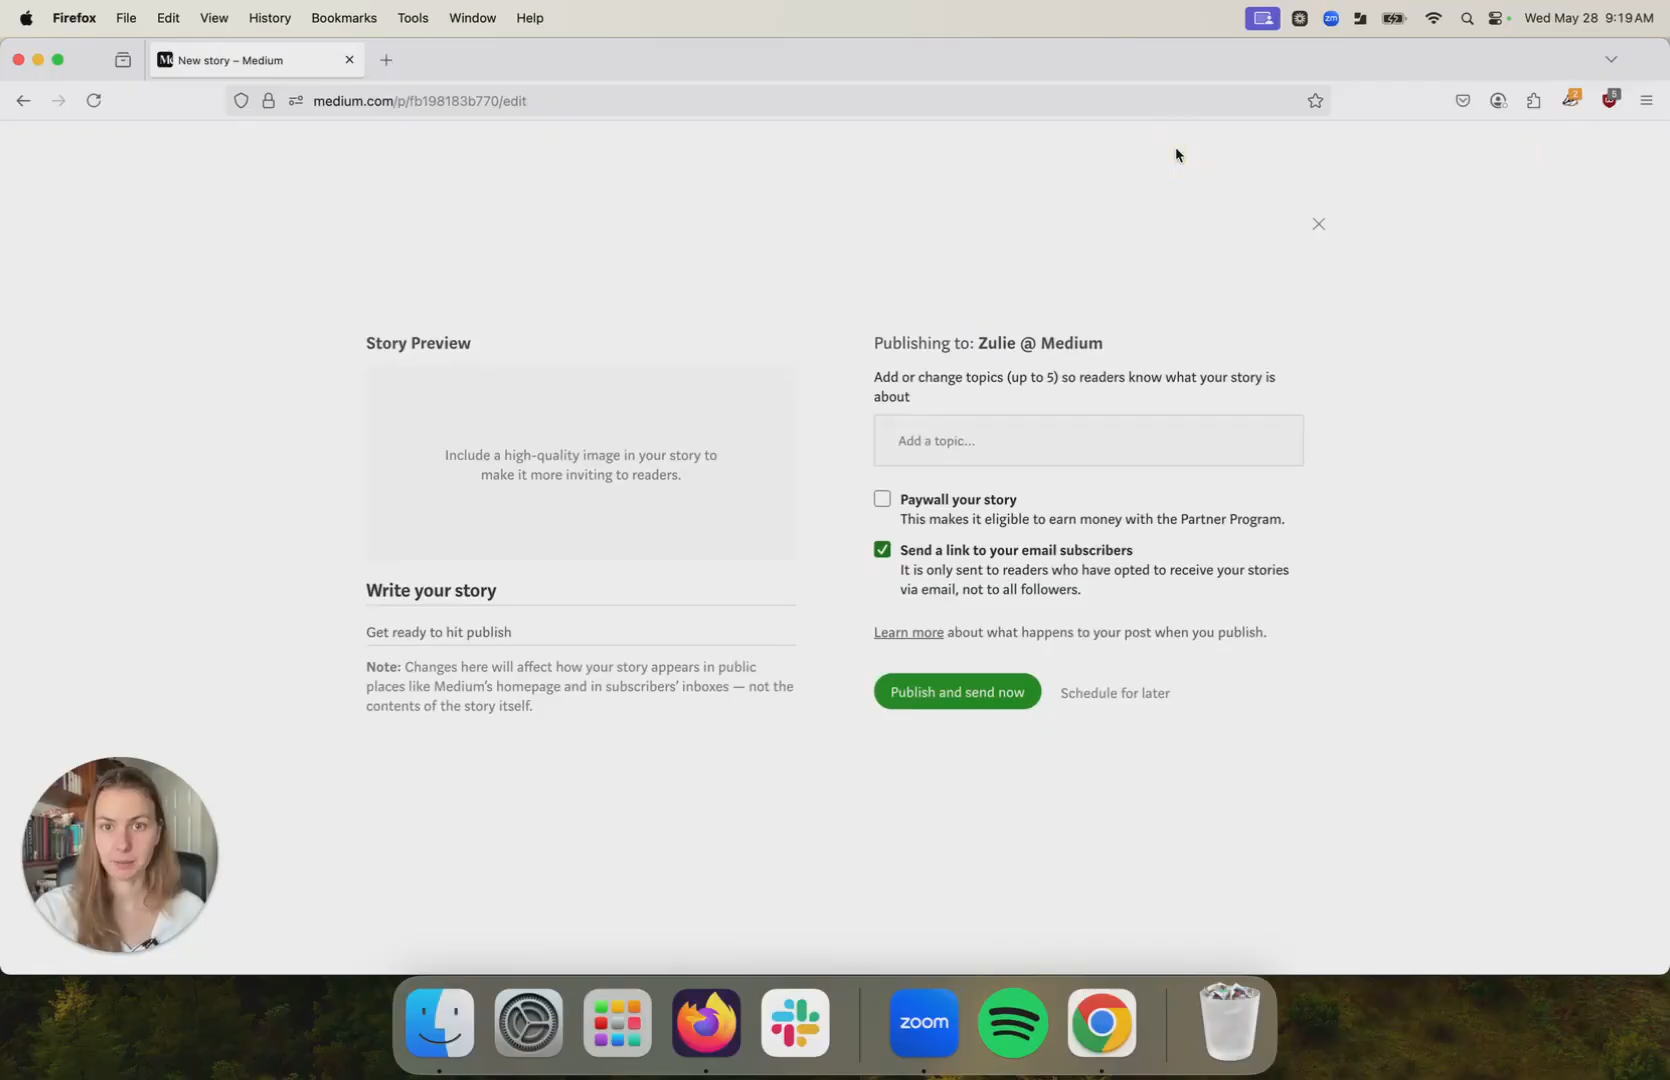 Firefox File Edit View History Bookmarks Tools Window Help
zm
Wed May 28 9:19 AM
New story – Medium
medium.com/p/fb198183b770/edit
2
5
Story Preview
Include a high-quality image in your story to
make it more inviting to readers.
Write your story
Get ready to hit publish
Note: Changes here will affect how your story appears in public
places like Medium's homepage and in subscribers' inboxes — not the
contents of the story itself.
Publishing to: Zulie @ Medium
Add or change topics (up to 5) so readers know what your story is
about
Add a topic...
Paywall your story
This makes it eligible to earn money with the Partner Program.
Send a link to your email subscribers
It is only sent to readers who have opted to receive your stories
via email, not to all followers.
Learn more about what happens to your post when you publish.
Publish and send now
Schedule for later
zoom